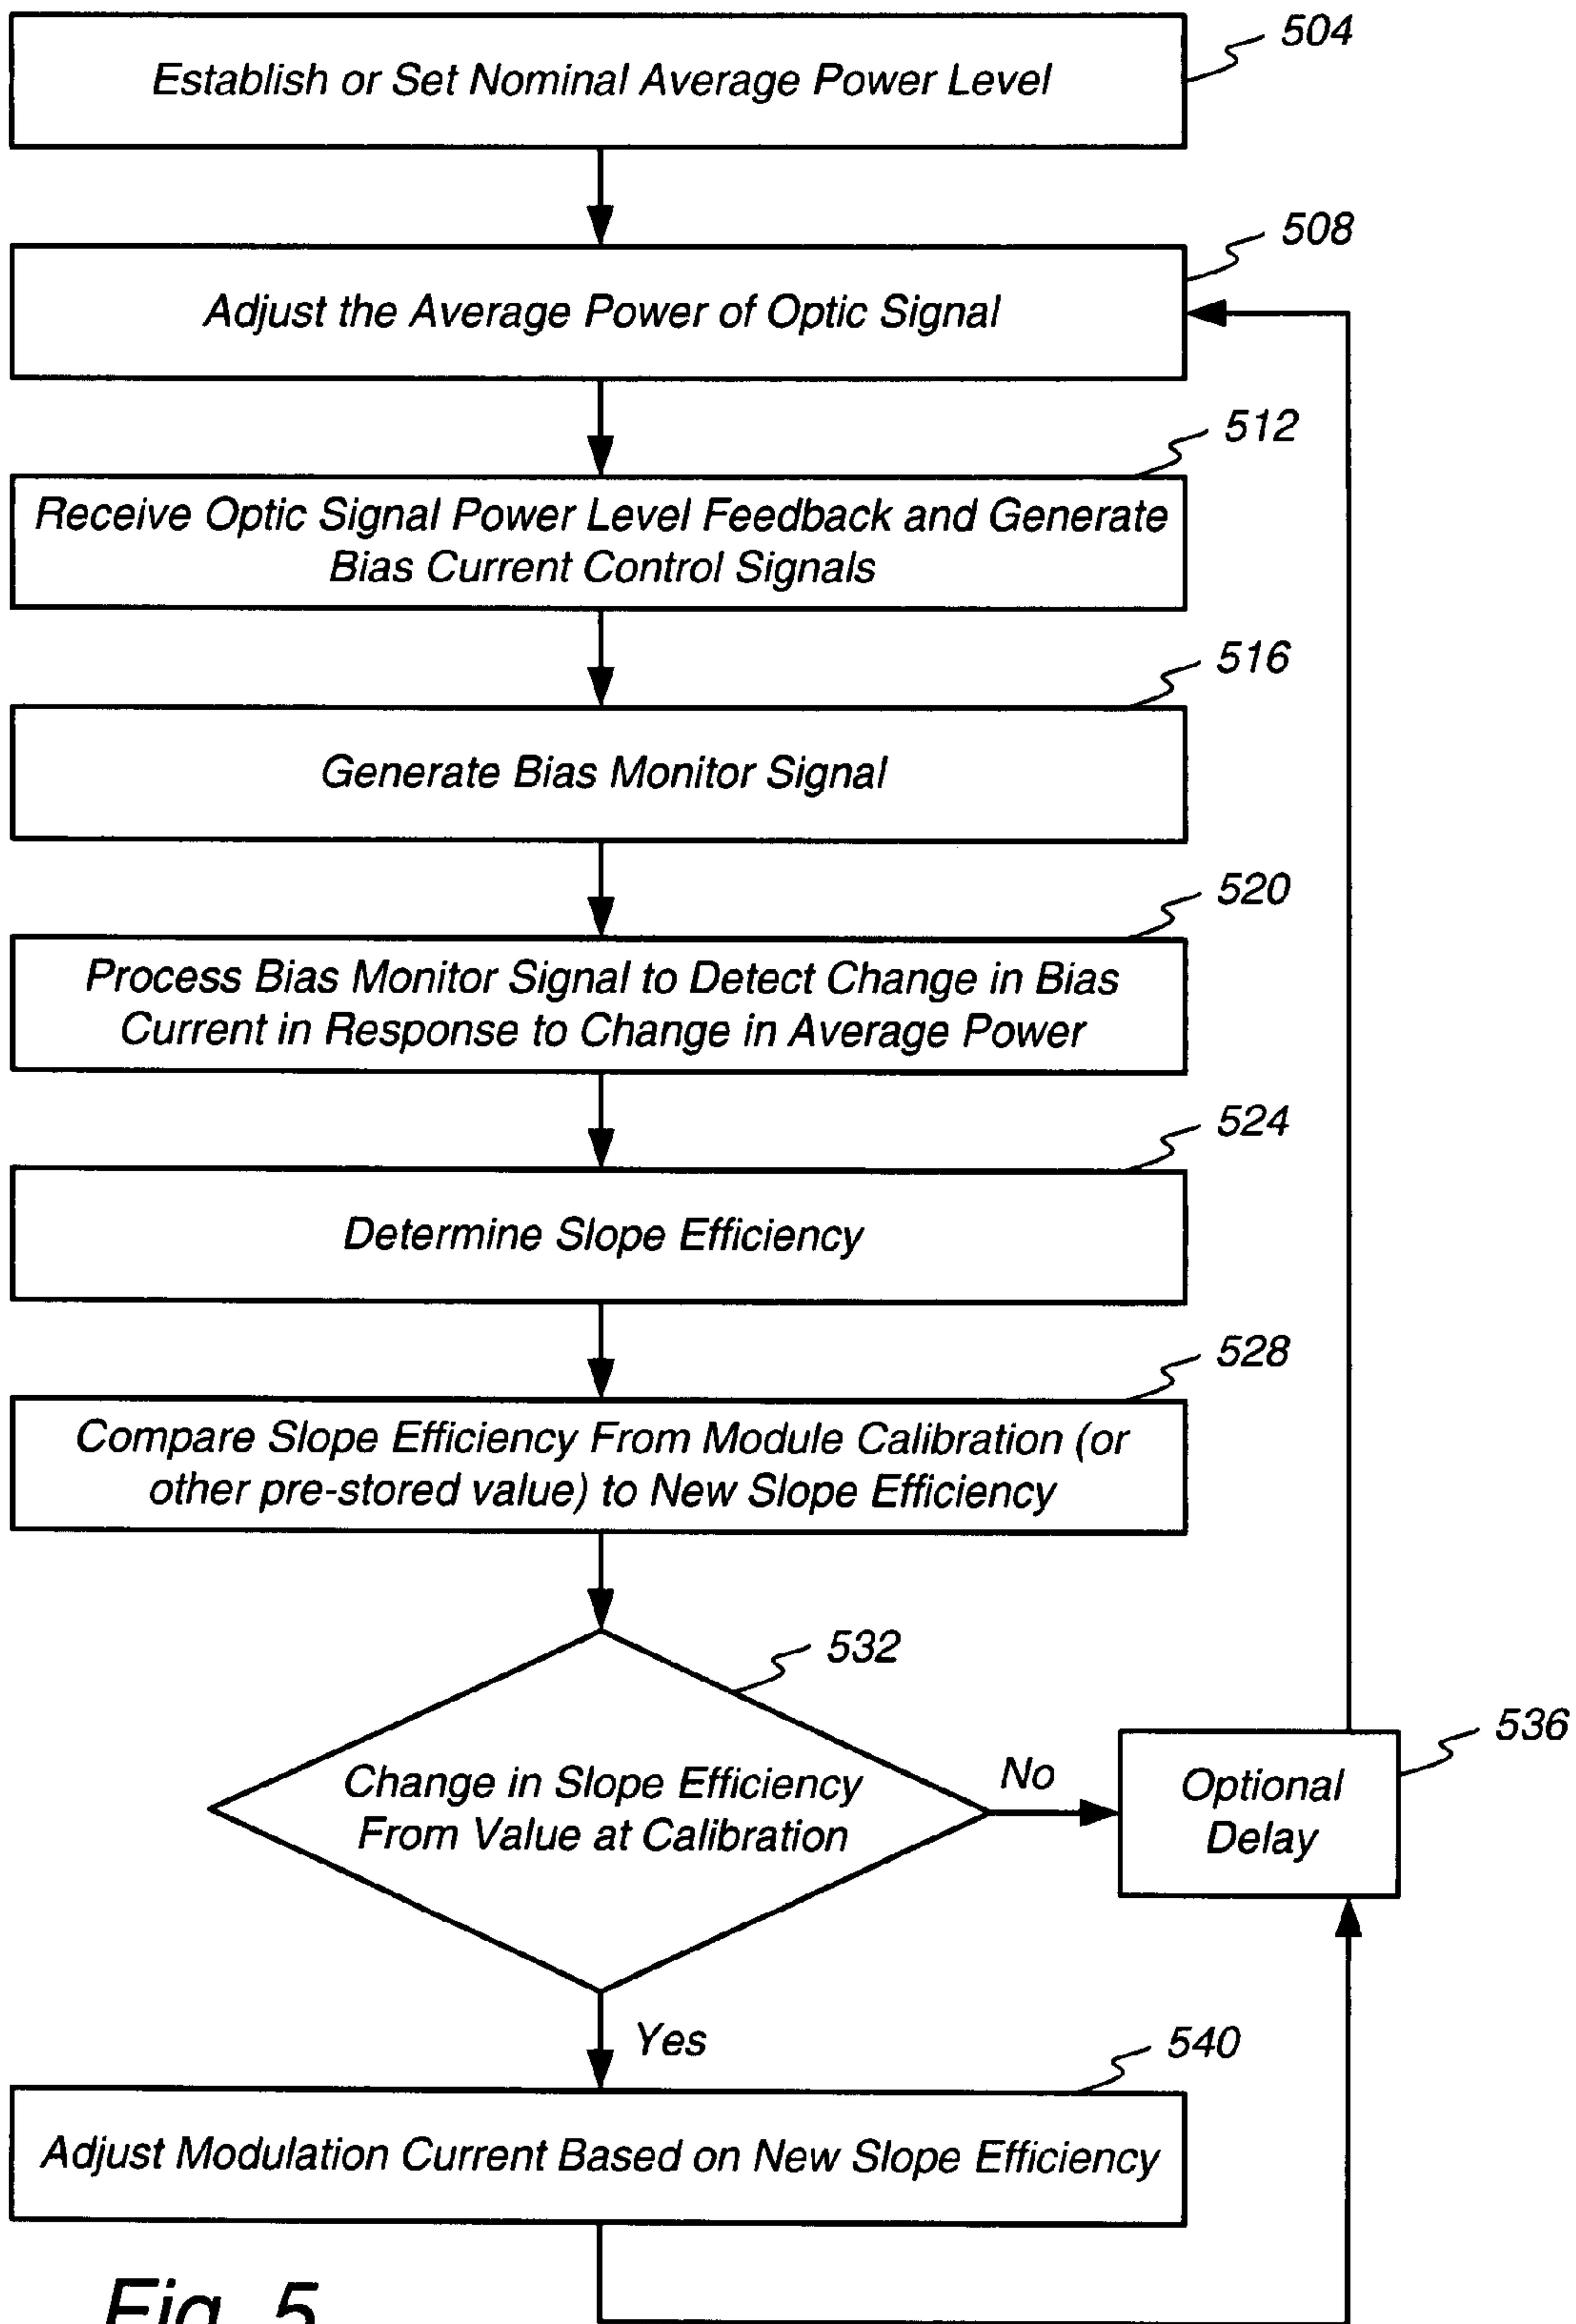 504
Establish or Set Nominal Average Power Level
508
Adjust the Average Power of Optic Signal
512
Receive Optic Signal Power Level Feedback and Generate
Bias Current Control Signals
516
Generate Bias Monitor Signal
520
Process Bias Monitor Signal to Detect Change in Bias
Current in Response to Change in Average Power
524
Determine Slope Efficiency
528
Compare Slope Efficiency From Module Calibration (or
other pre-stored value) to New Slope Efficiency
532
Change in Slope Efficiency
From Value at Calibration
No
536
Optional
Delay
Yes
540
Adjust Modulation Current Based on New Slope Efficiency
Fig. 5